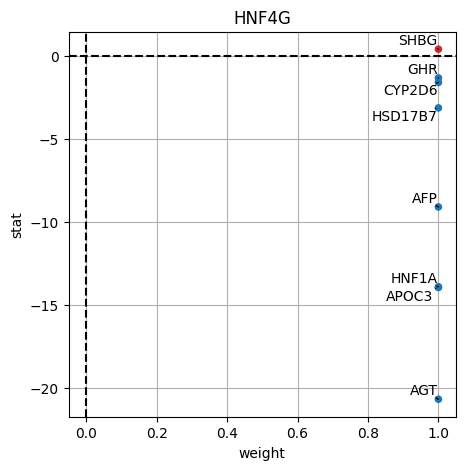 HNF4G
SHBG
0
GHR
CYP2D6
HSD17B7
−5
AFP
−10
HNF1A
APOC3
−15
AGT
−20
stat
0.0 0.2 0.4 0.6 0.8 1.0
weight